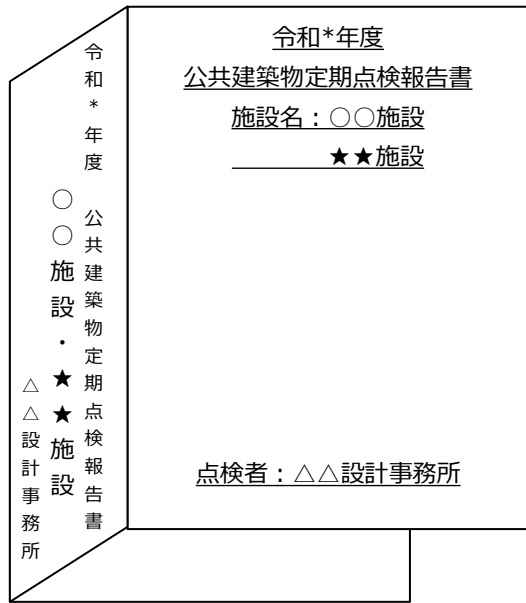 令和*年度
公共建築物定期点検報告書
施設名：○○施設
★★施設
点検者：△△設計事務所
令和*年度　公共建築物定期点検報告書
○○施設・★★施設
△△設計事務所